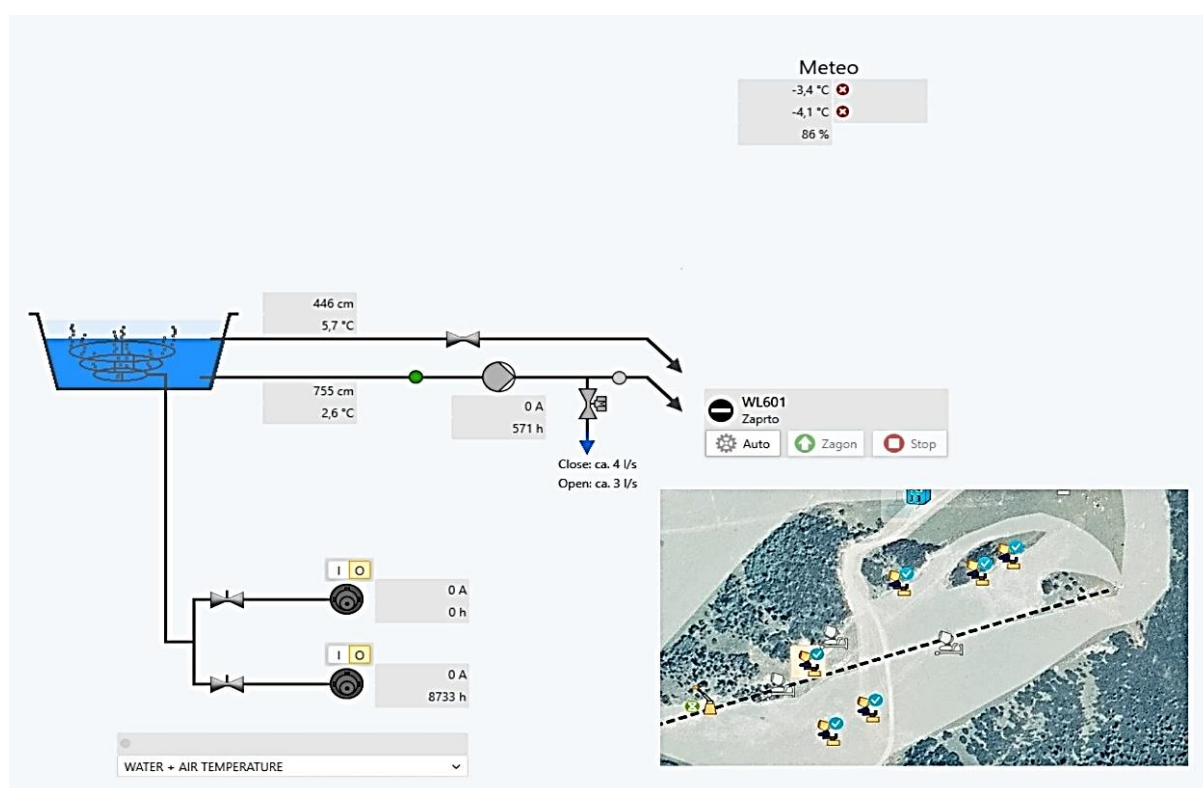 Meteo
-3,4 °C
-4,1 °C
86 %
446 cm
5,7 °C
755 cm
2,6 °C
0 A
571 h
Close: ca. 4 l/s
Open: ca. 3 l/s
WL601
Zaprto
Auto
Zagon
Stop
I O
0 A
0 h
I O
0 A
8733 h
WATER + AIR TEMPERATURE